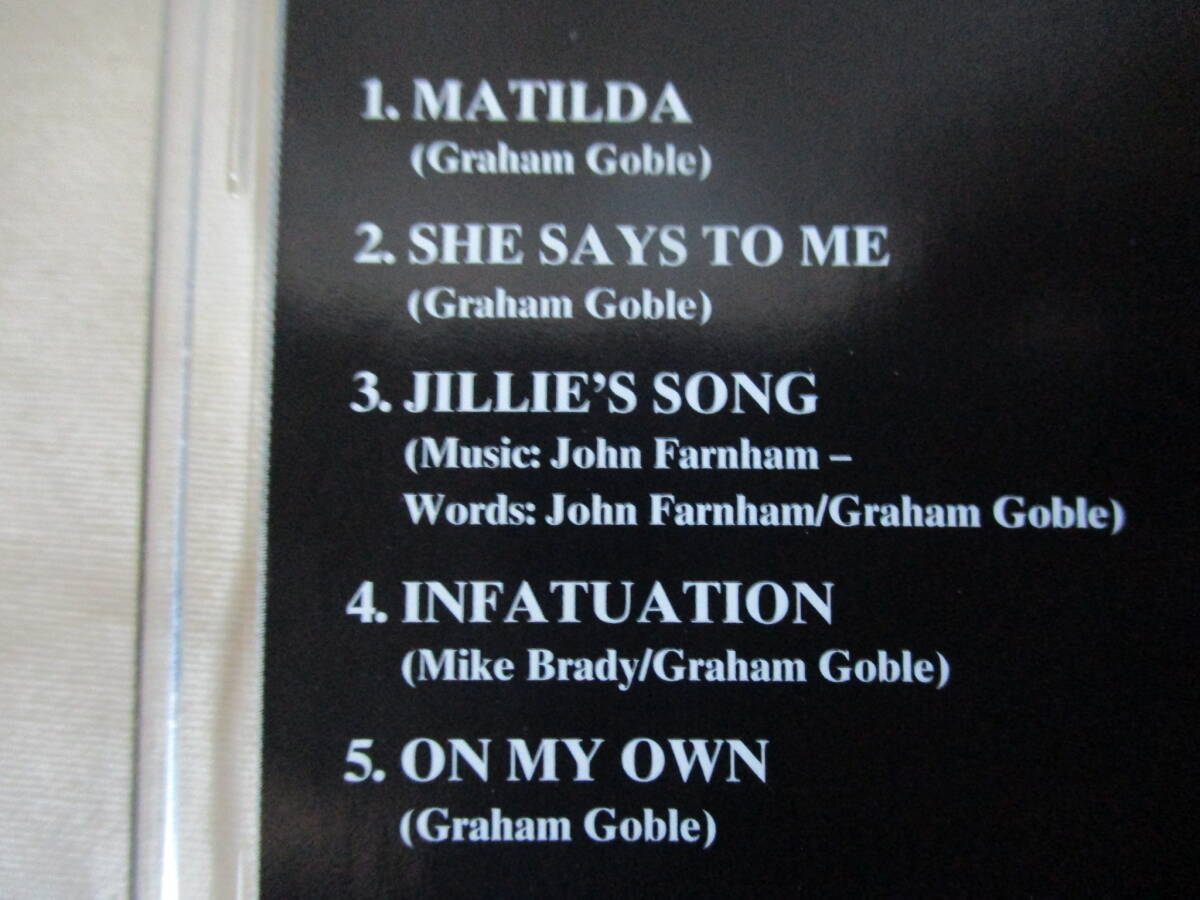 1. MATILDA
(Graham Goble)
2. SHE SAYS TO ME
(Graham Goble)
3. JILLIE'S SONG
(Music: John Farnham –
Words: John Farnham/Graham Goble)
4. INFATUATION
(Mike Brady/Graham Goble)
5. ON MY OWN
(Graham Goble)